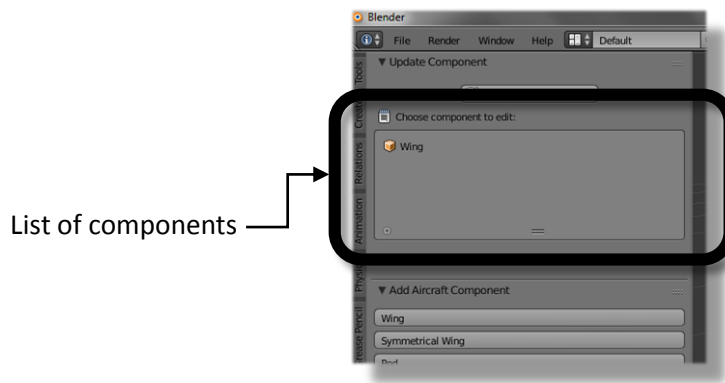 Blender
File Render Window Help Default
Update Component
Choose component to edit:
Wing
Add Aircraft Component
Wing
Symmetrical Wing
Pod
Tools
Create
Relations
Animation
Physics
Grease Pencil
List of components